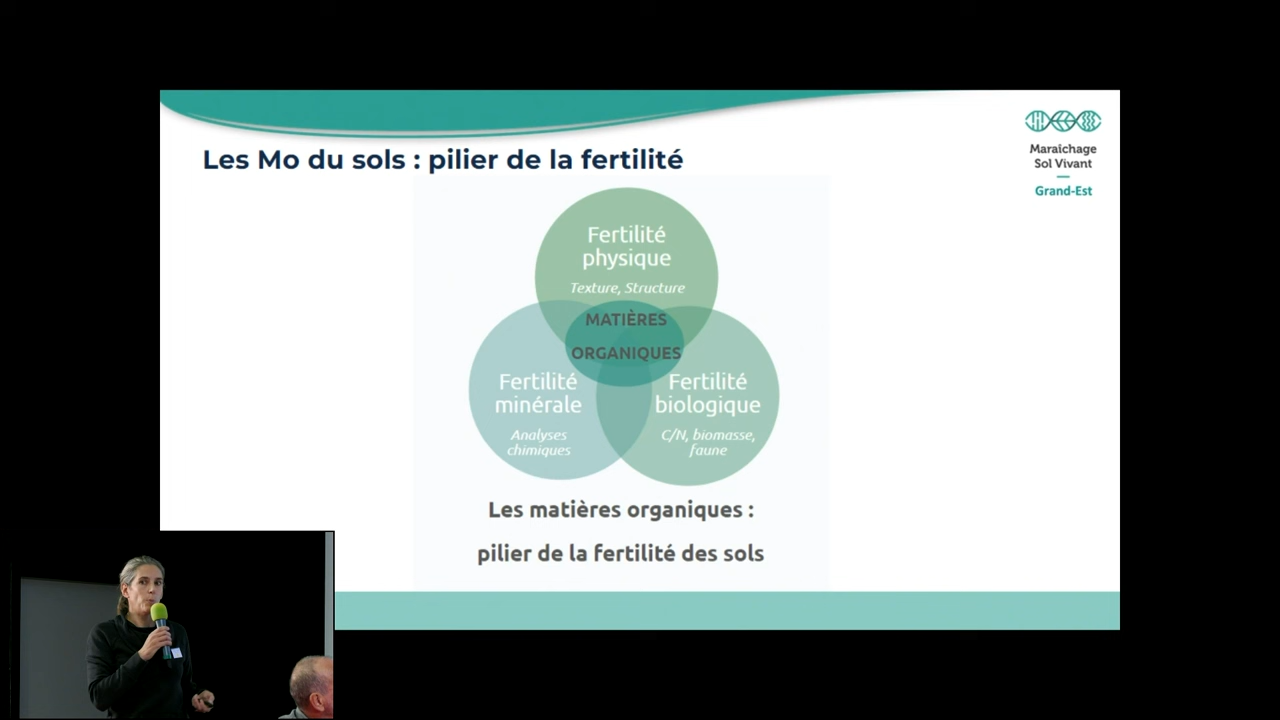 Les Mo du sols : pilier de la fertilité
Maraîchage
Sol Vivant
Grand-Est
Fertilité
physique
Texture, Structure
MATIÈRES
ORGANIQUES
Fertilité
minérale
Analyses
chimiques
Fertilité
biologique
C/N, biomasse,
faune
Les matières organiques :
pilier de la fertilité des sols